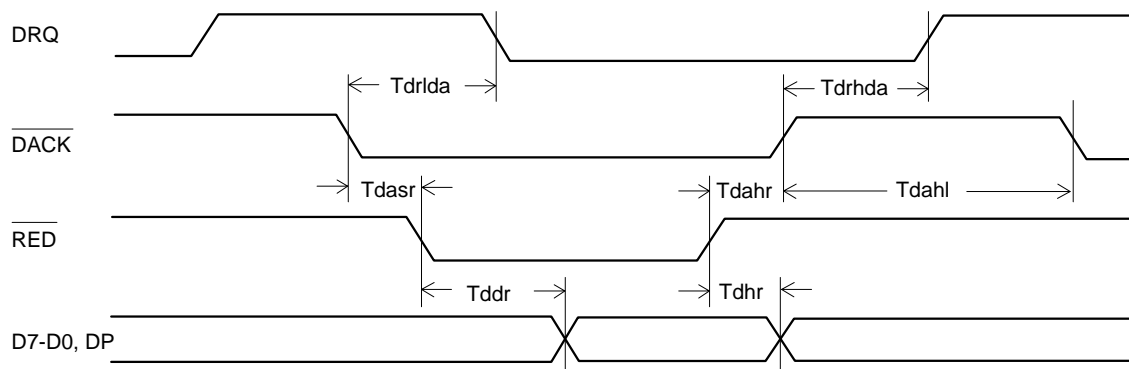 DRQ
Tdrlda
Tdrhda
DACK
Tdasr
Tdahr
Tdahl
RED
Tddr
Tdhr
D7-D0, DP